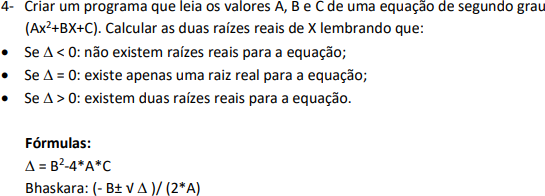 4- Criar um programa que leia os valores A, B e C de uma equação de segundo grau
(Ax²+BX+C). Calcular as duas raízes reais de X lembrando que:
• Se Δ < 0: não existem raízes reais para a equação;
• Se Δ = 0: existe apenas uma raiz real para a equação;
• Se Δ > 0: existem duas raízes reais para a equação.
Fórmulas:
Δ = B²-4*A*C
Bhaskara: (- B± √ Δ )/ (2*A)